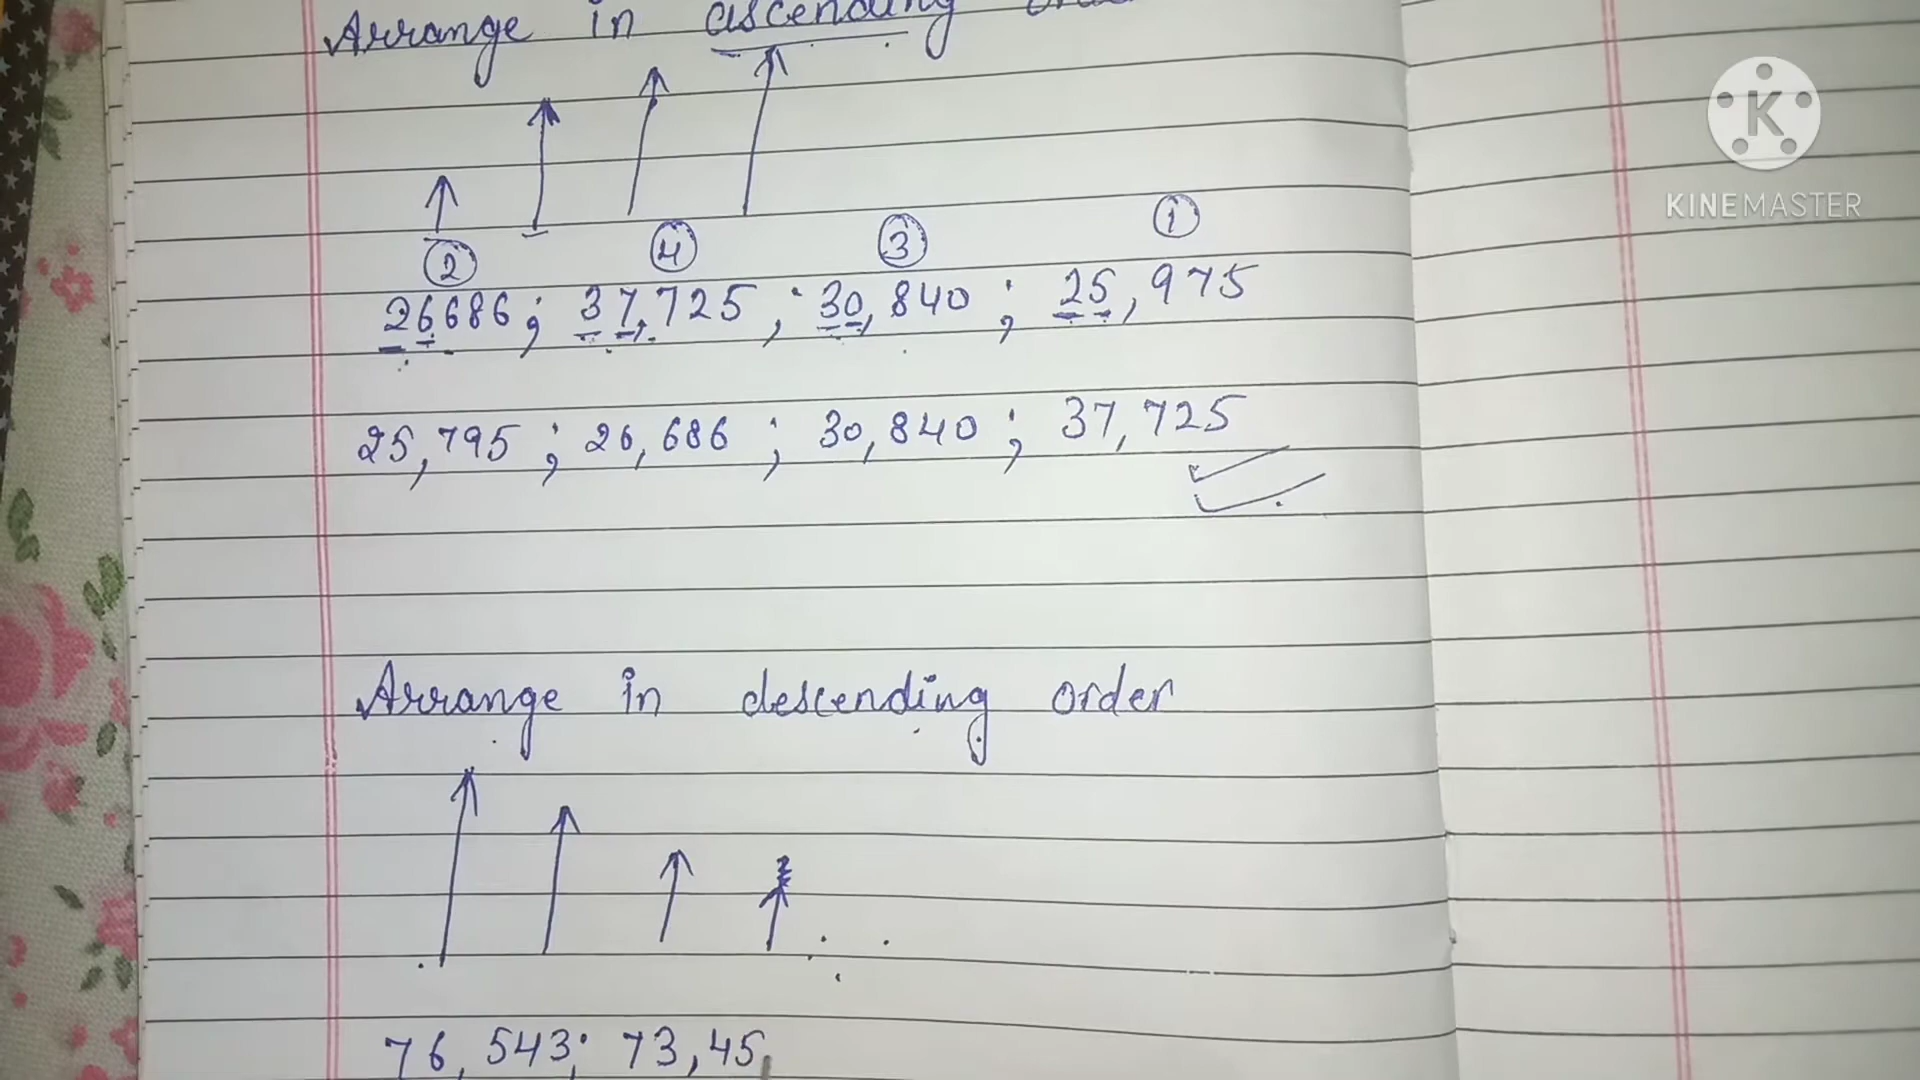 Arrange in ascending order
② ④ ③ ①
26686; 37,725; 30,840; 25,975
25,795; 26,686; 30,840; 37,725
Arrange in descending order
76,543; 73,45
K
KINEMASTER